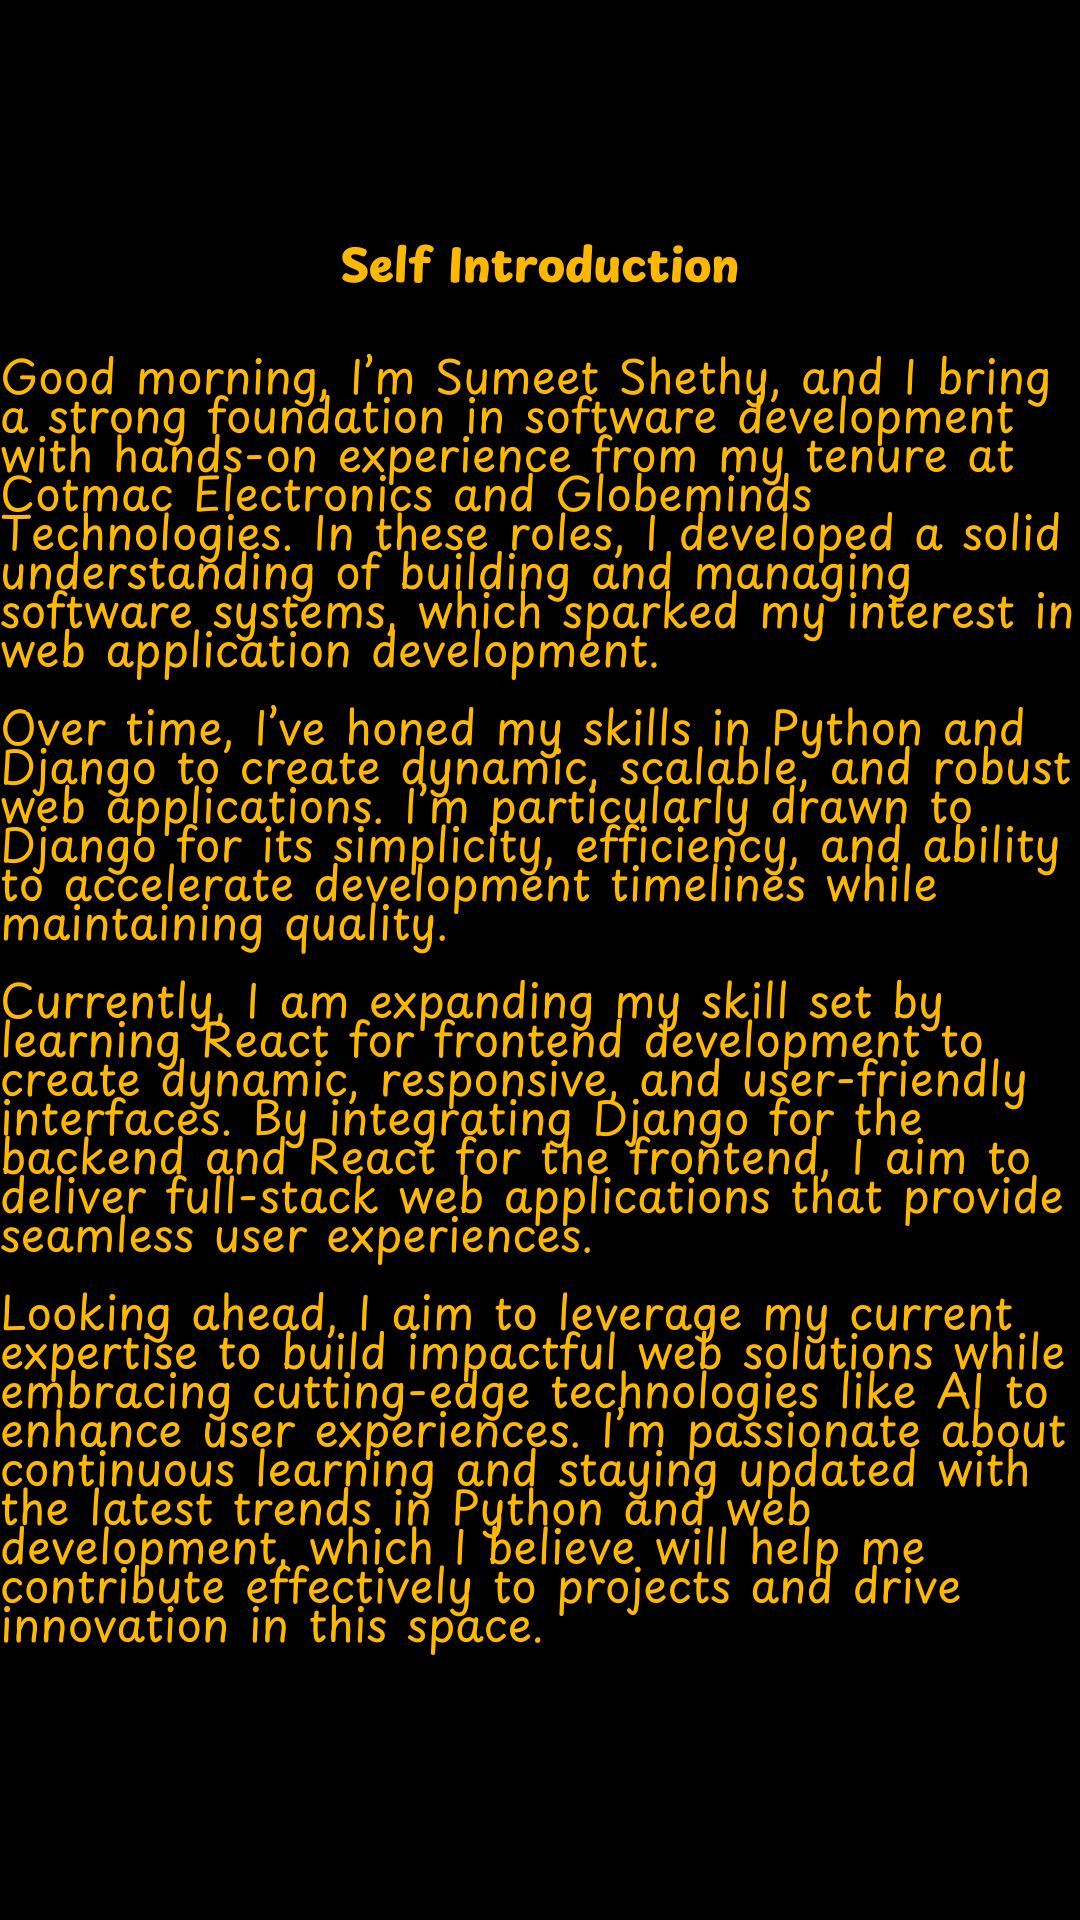 Self Introduction
Good morning, I’m Sumeet Shethy, and I bring
a strong foundation in software development
with hands-on experience from my tenure at
Cotmac Electronics and Globeminds
Technologies. In these roles, I developed a solid
understanding of building and managing
software systems, which sparked my interest in
web application development.
Over time, I’ve honed my skills in Python and
Django to create dynamic, scalable, and robust
web applications. I’m particularly drawn to
Django for its simplicity, efficiency, and ability
to accelerate development timelines while
maintaining quality.
Currently, I am expanding my skill set by
learning React for frontend development to
create dynamic, responsive, and user-friendly
interfaces. By integrating Django for the
backend and React for the frontend, I aim to
deliver full-stack web applications that provide
seamless user experiences.
Looking ahead, I aim to leverage my current
expertise to build impactful web solutions while
embracing cutting-edge technologies like AI to
enhance user experiences. I’m passionate about
continuous learning and staying updated with
the latest trends in Python and web
development, which I believe will help me
contribute effectively to projects and drive
innovation in this space.